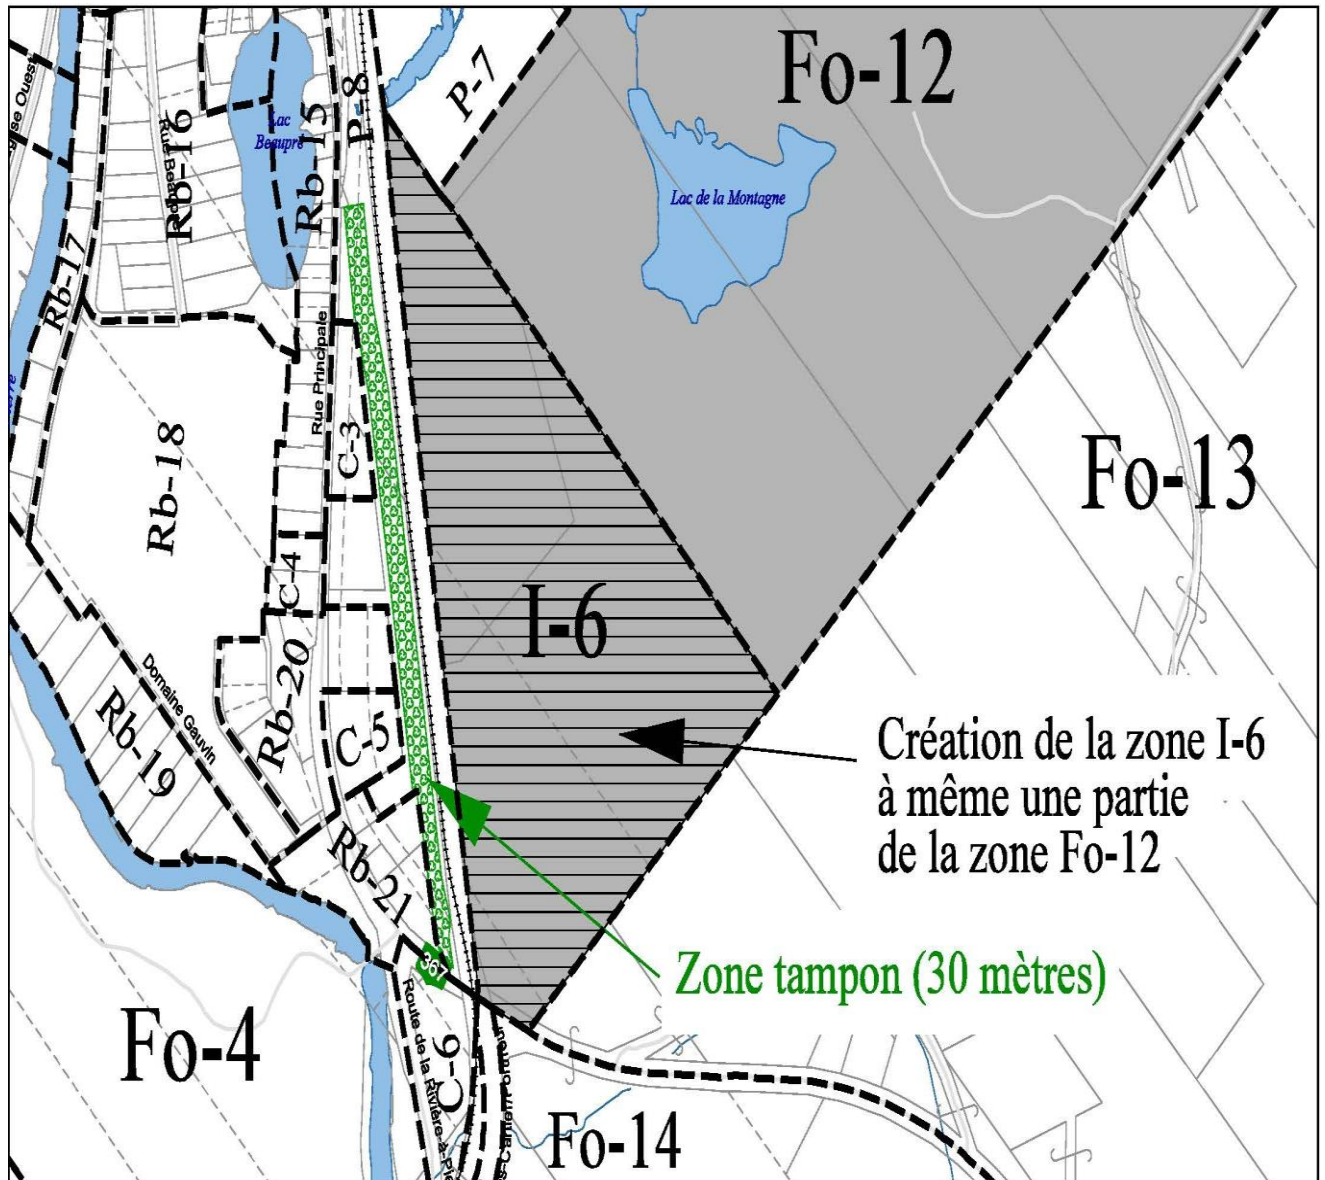 Fo-12
P-7
P-8
Rb-16
Rue Beaupré
Lac
Beaupré
Rb-15
Lac de la Montagne
Rb-17
Rue Principale
C-3
Fo-13
Rb-18
C-4
I-6
Rb-20
Domaine Gauvin
Rb-19
C-5
Création de la zone I-6
à même une partie
de la zone Fo-12
Rb-21
367
Zone tampon (30 mètres)
Route de la Rivière-à-Pierre
C-6
Fo-4
Fo-14